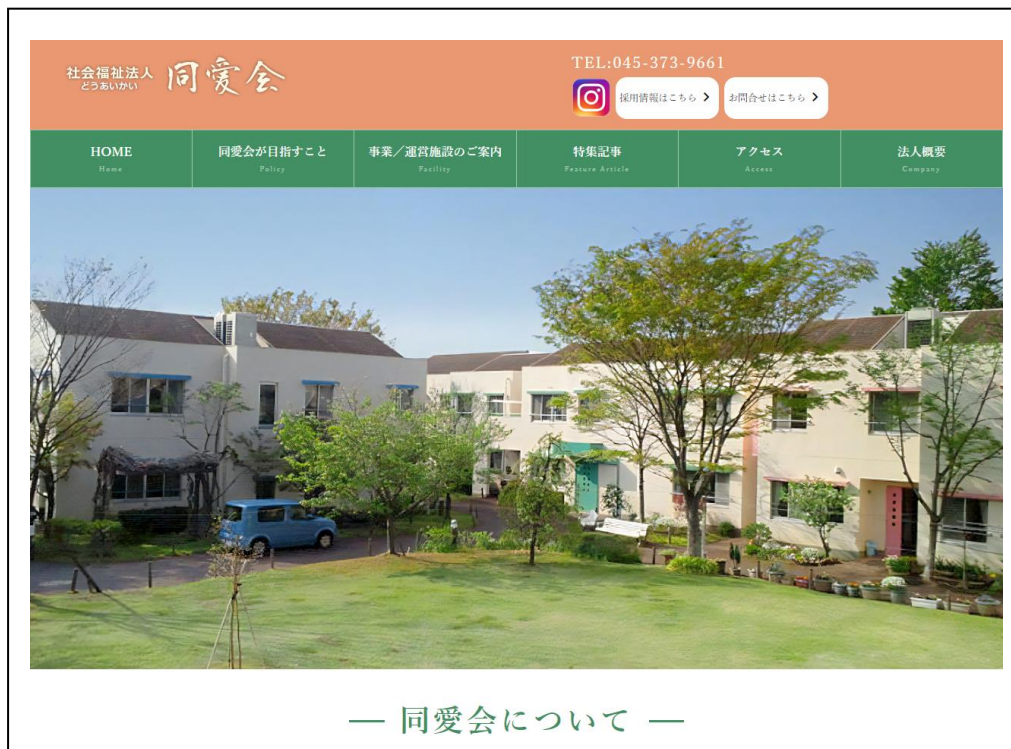 社会福祉法人
どうあいかい
同愛会
TEL:045-373-9661
採用情報はこちら
お問合せはこちら
HOME
Home
同愛会が目指すこと
Policy
事業／運営施設のご案内
Facility
特集記事
Feature Article
アクセス
Access
法人概要
Company
― 同愛会について ―